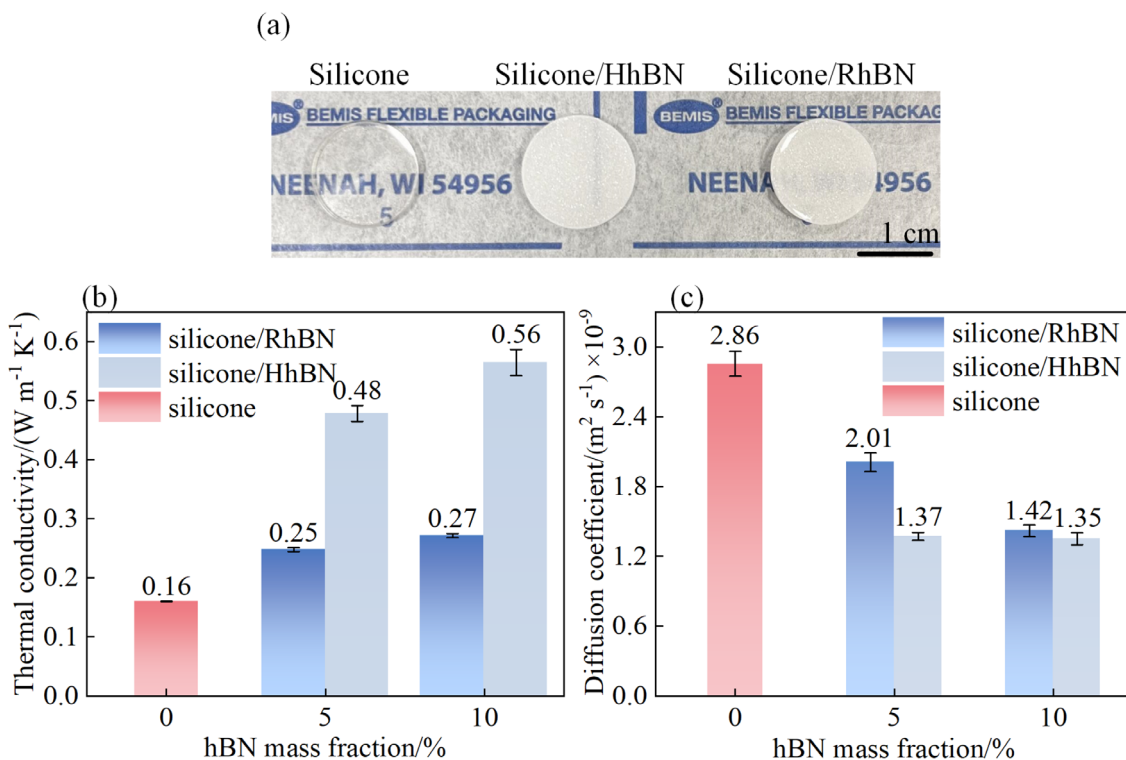 (a)
Silicone Silicone/HhBN Silicone/RhBN
BEMIS ® BEMIS FLEXIBLE PACKAGING BEMIS ® BEMIS FLEXIBLE PACKAGING
NEENAH, WI 54956 NEENAH, WI 54956
5
1 cm
(b)
Thermal conductivity/(W m⁻¹ K⁻¹)
0.6
0.5
0.4
0.3
0.2
0.1
0.0
silicone/RhBN
silicone/HhBN
silicone
0.16
0.25
0.48
0.27
0.56
0 5 10
hBN mass fraction/%
(c)
Diffusion coefficient/(m² s⁻¹) ×10⁻⁹
3.0
2.4
1.8
1.2
0.6
0.0
silicone/RhBN
silicone/HhBN
silicone
2.86
2.01
1.37
1.42
1.35
0 5 10
hBN mass fraction/%